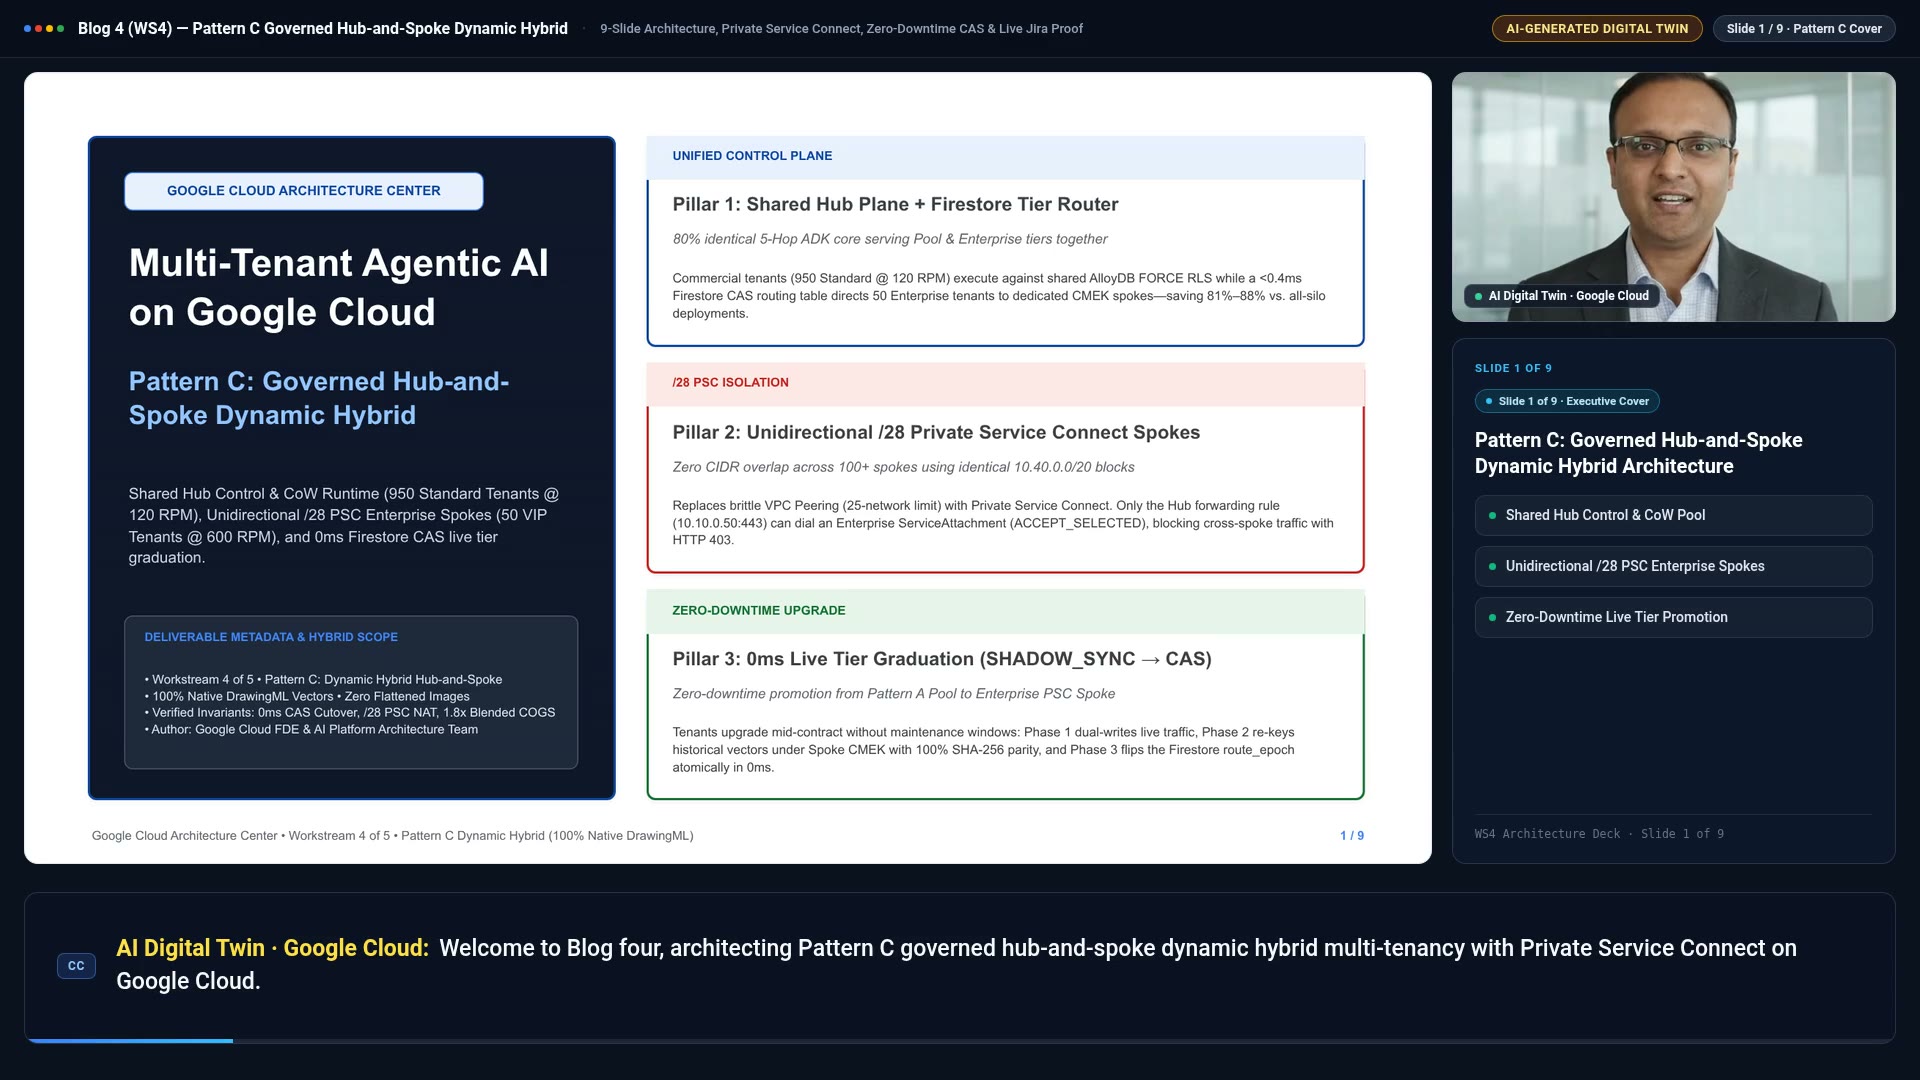 Blog 4 (WS4) — Pattern C Governed Hub-and-Spoke Dynamic Hybrid · 9-Slide Architecture, Private Service Connect, Zero-Downtime CAS & Live Jira Proof
AI-GENERATED DIGITAL TWIN
Slide 1 / 9 · Pattern C Cover
GOOGLE CLOUD ARCHITECTURE CENTER
Multi-Tenant Agentic AI
on Google Cloud
Pattern C: Governed Hub-and-
Spoke Dynamic Hybrid
Shared Hub Control & CoW Runtime (950 Standard Tenants @
120 RPM), Unidirectional /28 PSC Enterprise Spokes (50 VIP
Tenants @ 600 RPM), and 0ms Firestore CAS live tier
graduation.
DELIVERABLE METADATA & HYBRID SCOPE
• Workstream 4 of 5 • Pattern C: Dynamic Hybrid Hub-and-Spoke
• 100% Native DrawingML Vectors • Zero Flattened Images
• Verified Invariants: 0ms CAS Cutover, /28 PSC NAT, 1.8x Blended COGS
• Author: Google Cloud FDE & AI Platform Architecture Team
UNIFIED CONTROL PLANE
Pillar 1: Shared Hub Plane + Firestore Tier Router
80% identical 5-Hop ADK core serving Pool & Enterprise tiers together
Commercial tenants (950 Standard @ 120 RPM) execute against shared AlloyDB FORCE RLS while a <0.4ms
Firestore CAS routing table directs 50 Enterprise tenants to dedicated CMEK spokes—saving 81%–88% vs. all-silo
deployments.
/28 PSC ISOLATION
Pillar 2: Unidirectional /28 Private Service Connect Spokes
Zero CIDR overlap across 100+ spokes using identical 10.40.0.0/20 blocks
Replaces brittle VPC Peering (25-network limit) with Private Service Connect. Only the Hub forwarding rule
(10.10.0.50:443) can dial an Enterprise ServiceAttachment (ACCEPT_SELECTED), blocking cross-spoke traffic with
HTTP 403.
ZERO-DOWNTIME UPGRADE
Pillar 3: 0ms Live Tier Graduation (SHADOW_SYNC → CAS)
Zero-downtime promotion from Pattern A Pool to Enterprise PSC Spoke
Tenants upgrade mid-contract without maintenance windows: Phase 1 dual-writes live traffic, Phase 2 re-keys
historical vectors under Spoke CMEK with 100% SHA-256 parity, and Phase 3 flips the Firestore route_epoch
atomically in 0ms.
Google Cloud Architecture Center • Workstream 4 of 5 • Pattern C Dynamic Hybrid (100% Native DrawingML)
1 / 9
AI Digital Twin · Google Cloud
SLIDE 1 OF 9
Slide 1 of 9 · Executive Cover
Pattern C: Governed Hub-and-Spoke
Dynamic Hybrid Architecture
Shared Hub Control & CoW Pool
Unidirectional /28 PSC Enterprise Spokes
Zero-Downtime Live Tier Promotion
WS4 Architecture Deck · Slide 1 of 9
CC
AI Digital Twin · Google Cloud: Welcome to Blog four, architecting Pattern C governed hub-and-spoke dynamic hybrid multi-tenancy with Private Service Connect on
Google Cloud.